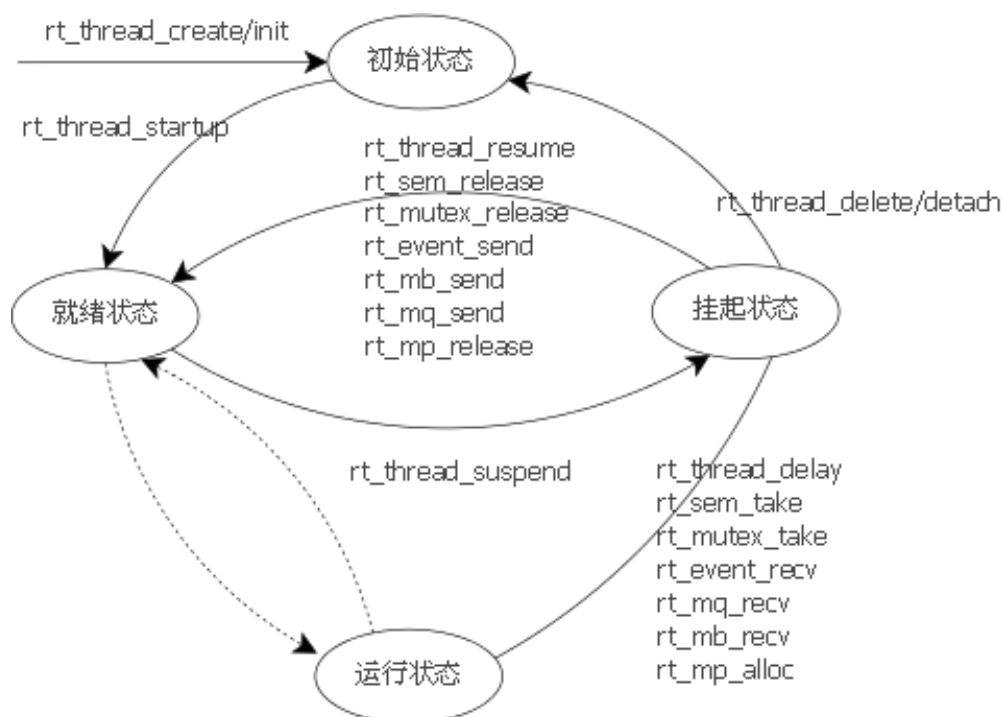 rt_thread_create/init
初始状态
rt_thread_startup
rt_thread_resume
rt_sem_release
rt_mutex_release
rt_event_send
rt_mb_send
rt_mq_send
rt_mp_release
rt_thread_delete/detach
就绪状态
挂起状态
rt_thread_suspend
rt_thread_delay
rt_sem_take
rt_mutex_take
rt_event_recv
rt_mq_recv
rt_mb_recv
rt_mp_alloc
运行状态